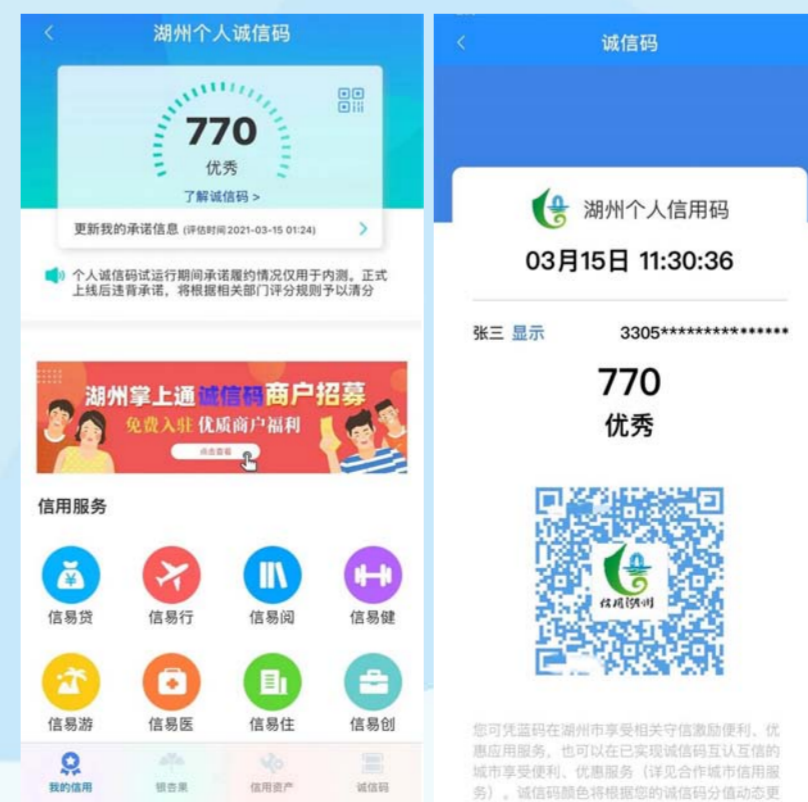 湖州个人诚信码
770
优秀
了解诚信码 >
更新我的承诺信息 (评估时间2021-03-15 01:24)
个人诚信码试运行期间承诺履约情况仅用于内测。正式
上线后违背承诺，将根据相关部门评分规则予以清分
湖州掌上通诚信码商户招募
免费入驻 优质商户福利
点击查看
信用服务
信易贷 信易行 信易阅 信易健
信易游 信易医 信易住 信易创
我的信用 银杏果 信用资产 诚信码
诚信码
湖州个人信用码
03月15日 11:30:36
张三 显示 3305***************
770
优秀
信用湖州
您可凭蓝码在湖州市享受相关守信激励便利、优
惠应用服务，也可以在已实现诚信码互认互信的
城市享受便利、优惠服务（详见合作城市信用服
务）。诚信码颜色将根据您的诚信码分值动态更